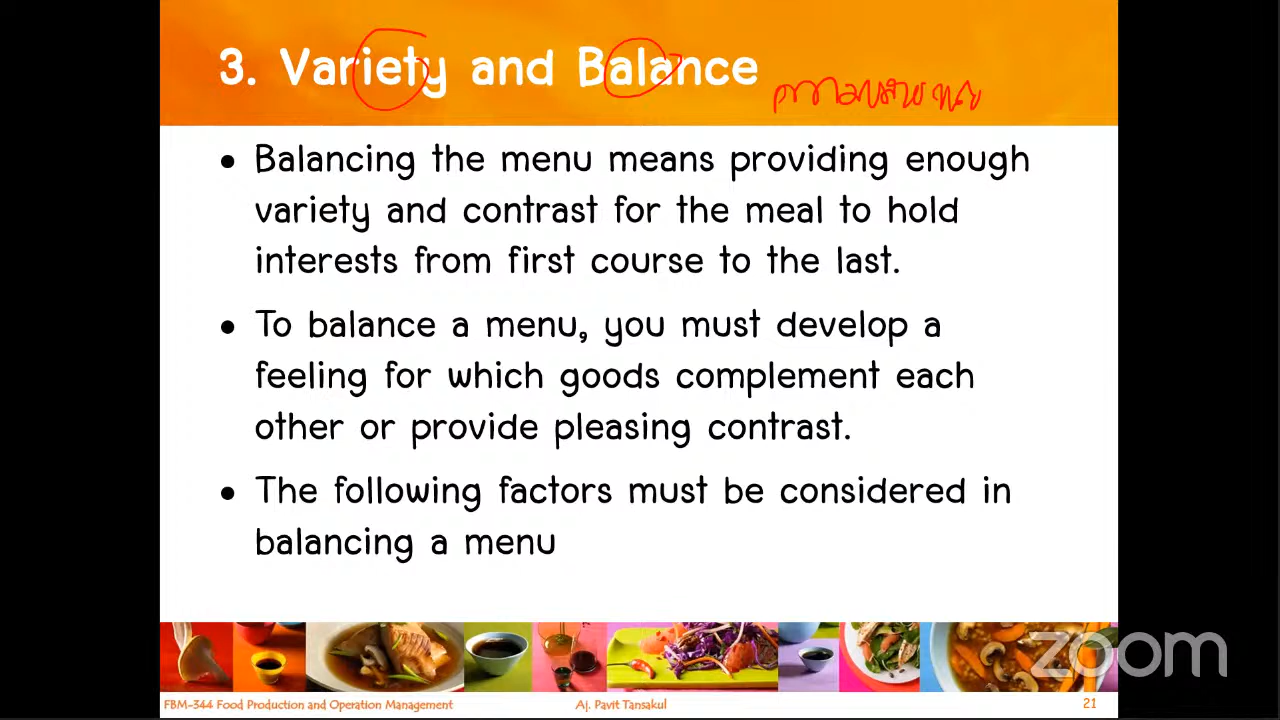 3. Variety and Balance
• Balancing the menu means providing enough
variety and contrast for the meal to hold
interests from first course to the last.
• To balance a menu, you must develop a
feeling for which goods complement each
other or provide pleasing contrast.
• The following factors must be considered in
balancing a menu
zoom
FBM-344 Food Production and Operation Management
Aj. Pavit Tansakul
21